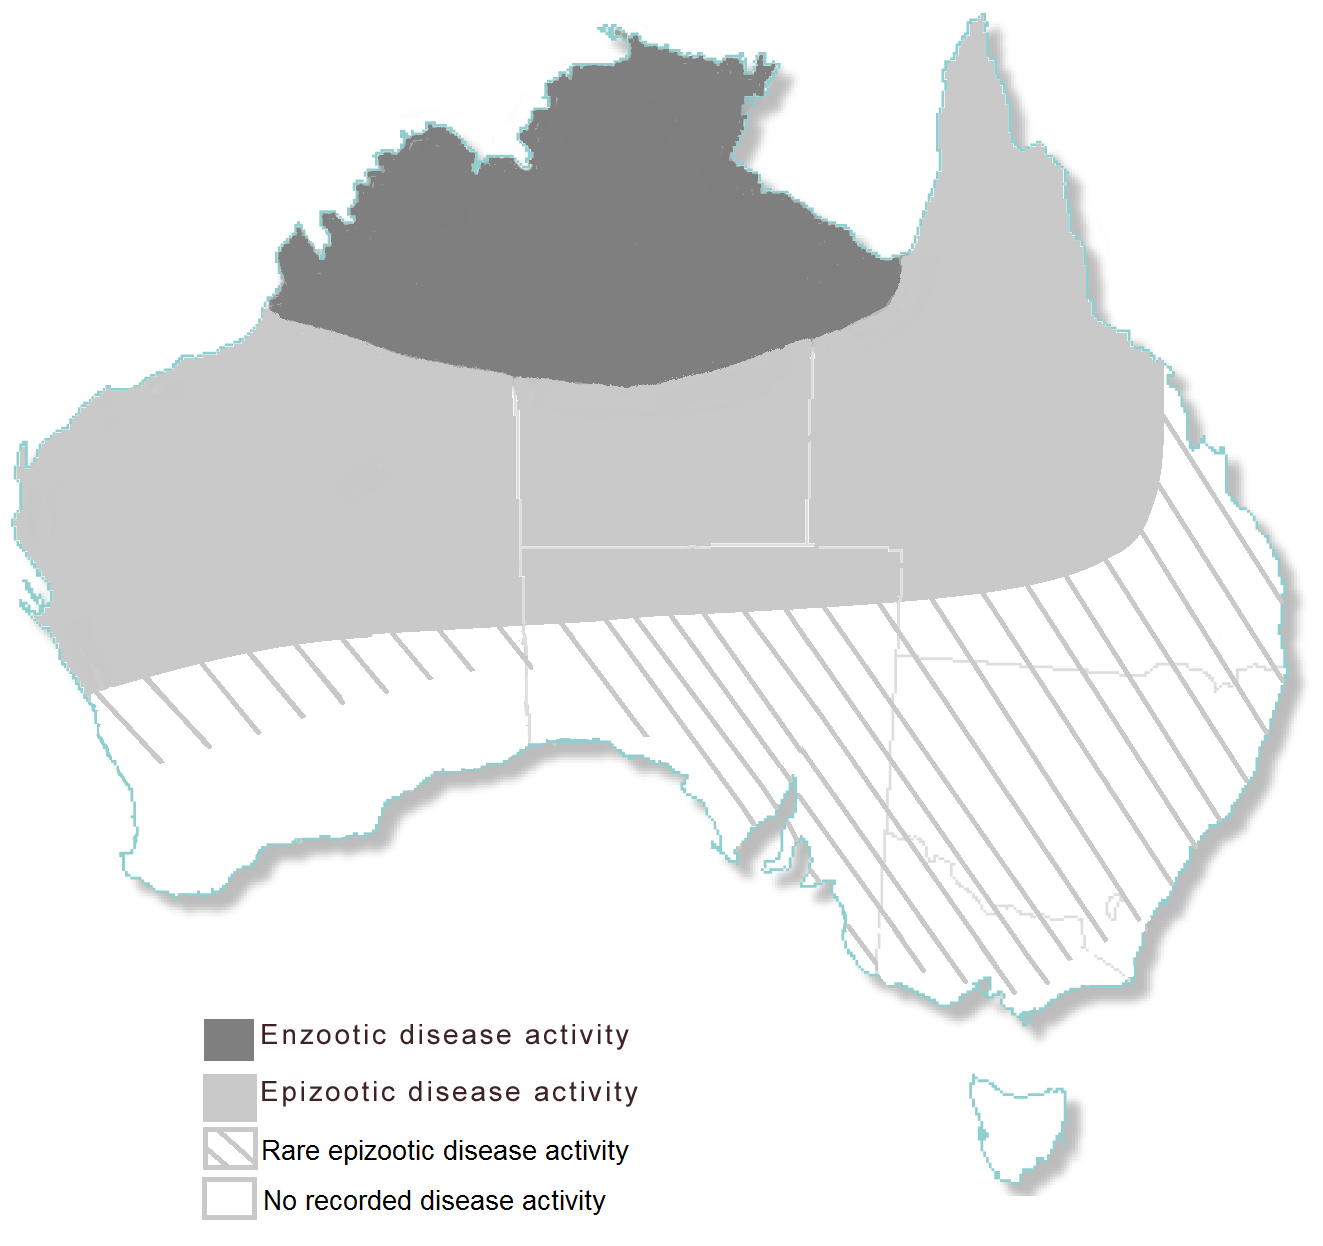 Enzootic disease activity
Epizootic disease activity
Rare epizootic disease activity
No recorded disease activity